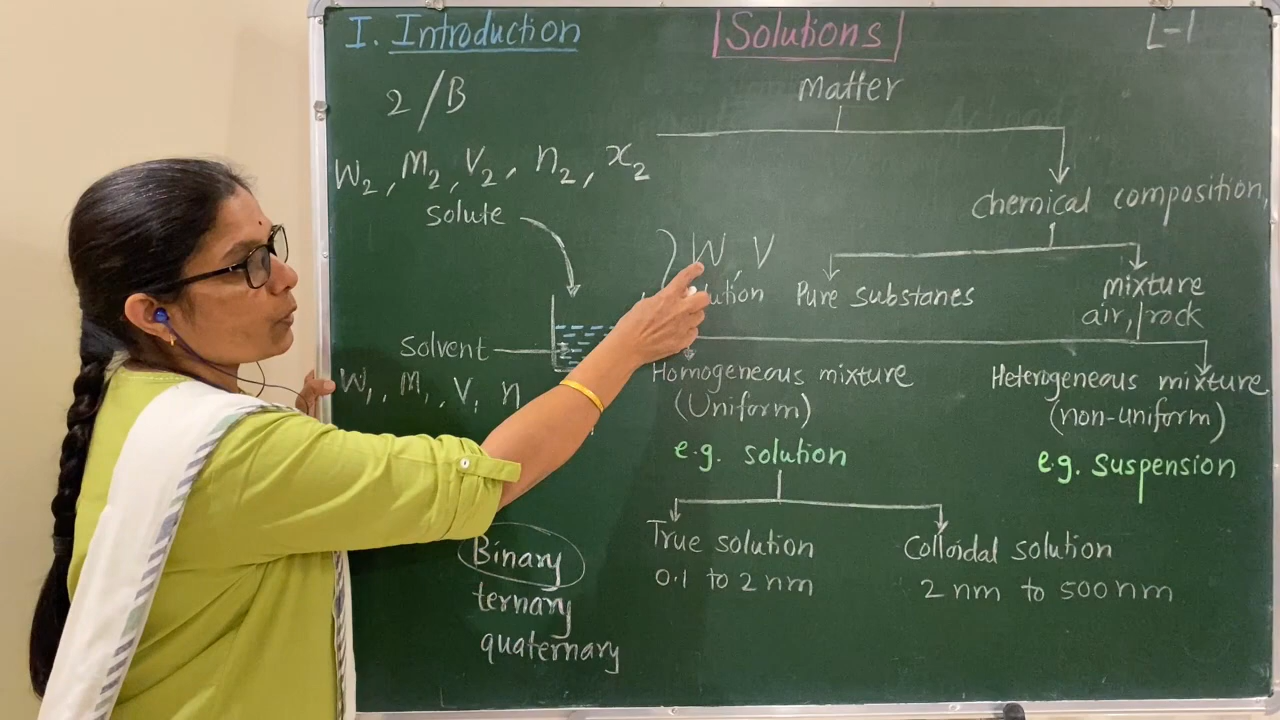 I. Introduction
Solutions
L-1
2/B
Matter
W2, M2, V2, n2, x2
Solute
chemical composition,
W, V
Pure substanes
mixture
air, rock
Solvent
W1, M1, V1 n
Homogeneous mixture
(Uniform)
e.g. solution
Heterogeneous mixture
(non-uniform)
e.g. suspension
True solution
0.1 to 2 nm
Colloidal solution
2 nm to 500nm
Binary
ternary
quaternary